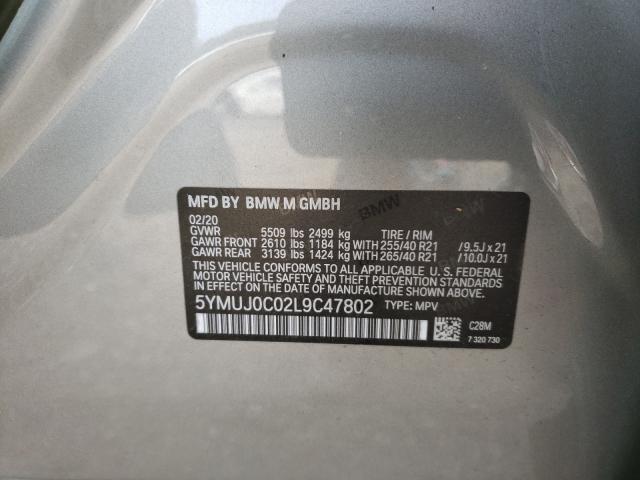 MFD BY BMW M GMBH
02/20
GVWR 5509 lbs 2499 kg TIRE / RIM
GAWR FRONT 2610 lbs 1184 kg WITH 255/40 R21 /9.5J x 21
GAWR REAR 3139 lbs 1424 kg WITH 265/40 R21 /10.0J x 21
THIS VEHICLE CONFORMS TO ALL APPLICABLE U. S. FEDERAL
MOTOR VEHICLE SAFETY, BUMPER, AND THEFT PREVENTION
STANDARDS IN EFFECT ON THE DATE OF MANUFACTURE SHOWN ABOVE.
5YMUJ0C02L9C47802 TYPE: MPV
C28M
7 320 730
BMW
BMW